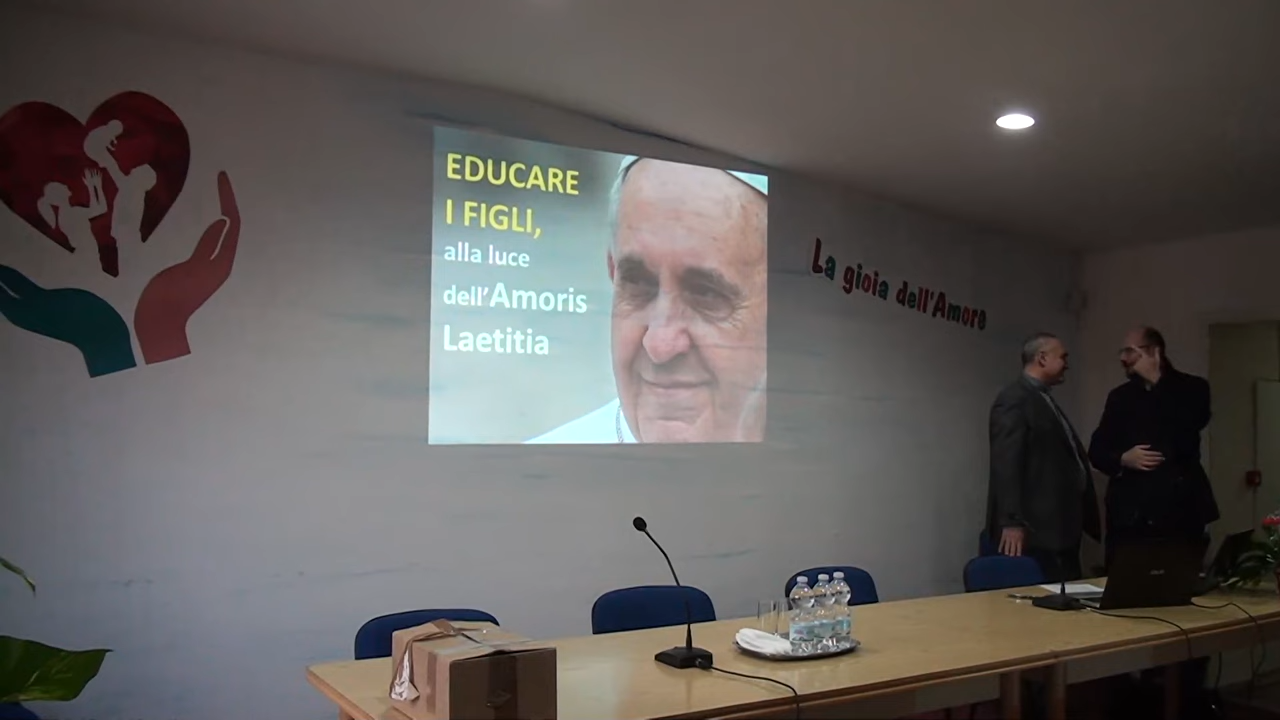 EDUCARE
I FIGLI,
alla luce
dell'Amoris
Laetitia
La gioia dell'Amore